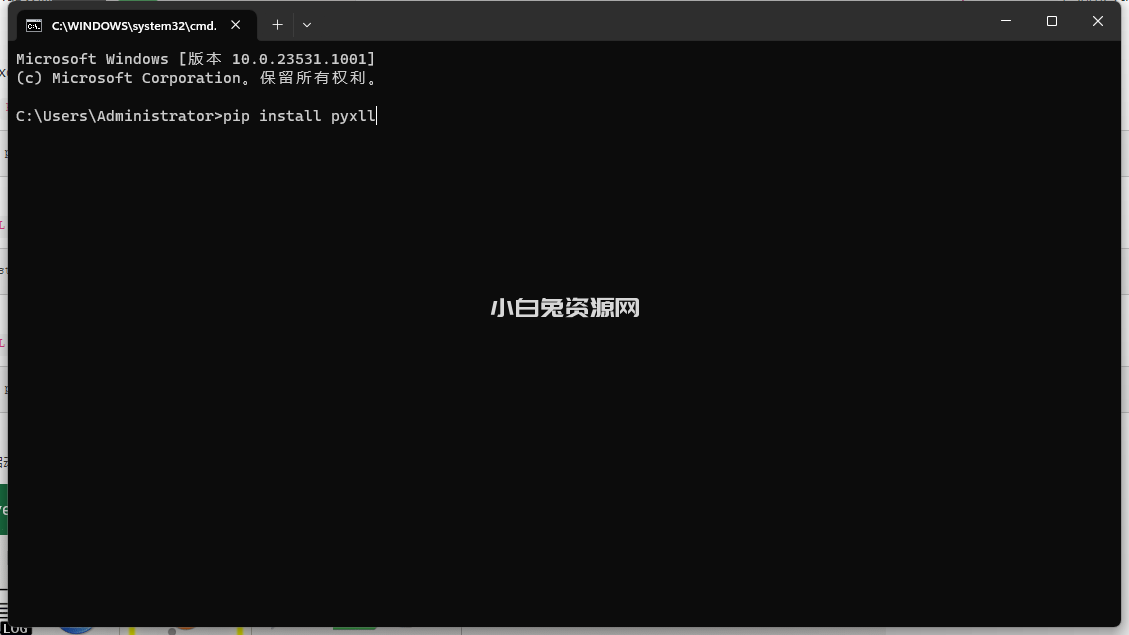 C:\WINDOWS\system32\cmd.
Microsoft Windows [版本 10.0.23531.1001]
(c) Microsoft Corporation。保留所有权利。
C:\Users\Administrator>pip install pyxll
小白兔资源网
LOG